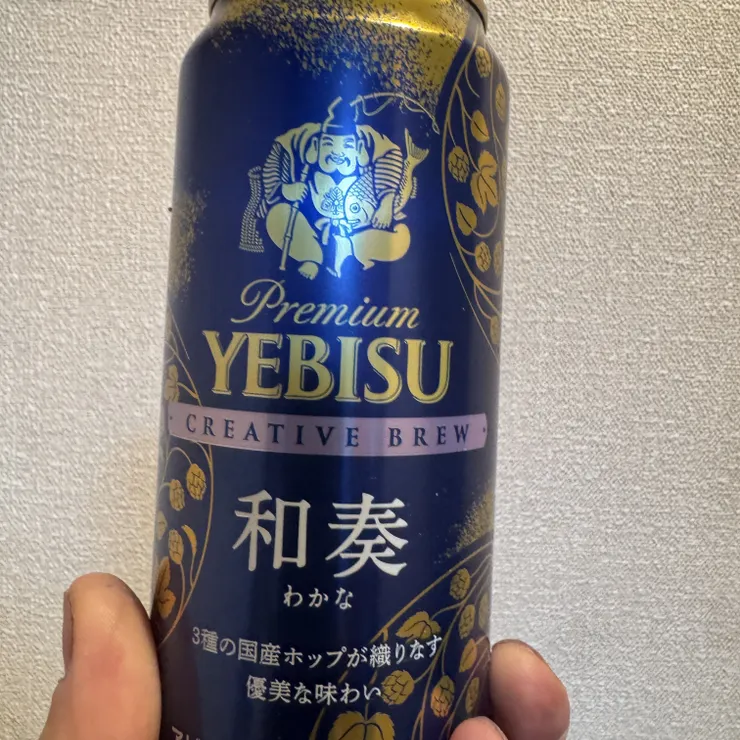 Premium
YEBISU
· CREATIVE BREW ·
和奏
わかな
3種の国産ホップが織りなす
優美な味わい